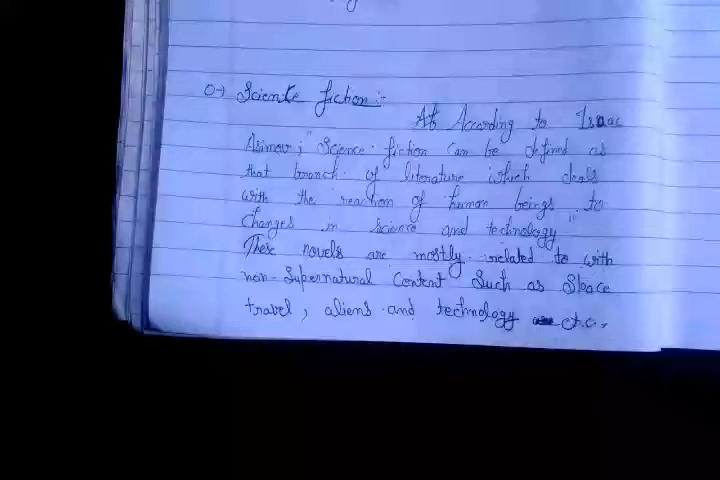 O→ Science fiction :-
According to Isaac
Asimov ; "Science fiction can be defined as
that branch of literature which deals
with the reaction of human beings to
changes in science and technology"
These novels are mostly related to with
non-Supernatural Content Such as Space
travel, aliens and technology etc.